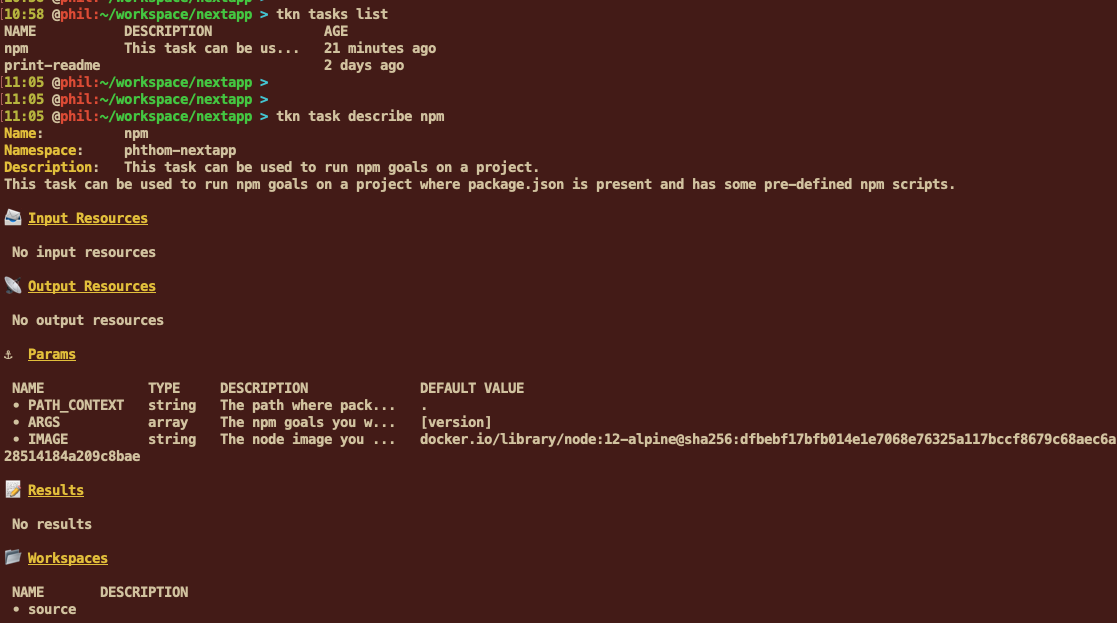 [10:58 @phil:~/workspace/nextapp >
[10:58 @phil:~/workspace/nextapp > tkn tasks list
NAME DESCRIPTION AGE
npm This task can be us... 21 minutes ago
print-readme 2 days ago
[11:05 @phil:~/workspace/nextapp >
[11:05 @phil:~/workspace/nextapp >
[11:05 @phil:~/workspace/nextapp > tkn task describe npm
Name: npm
Namespace: phthom-nextapp
Description: This task can be used to run npm goals on a project.
This task can be used to run npm goals on a project where package.json is present and has some pre-defined npm scripts.
Input Resources
No input resources
Output Resources
No output resources
⚓ Params
NAME TYPE DESCRIPTION DEFAULT VALUE
• PATH_CONTEXT string The path where pack... .
• ARGS array The npm goals you w... [version]
• IMAGE string The node image you ... docker.io/library/node:12-alpine@sha256:dfbebf17bfb014e1e7068e76325a117bccf8679c68aec6a
28514184a209c8bae
Results
No results
Workspaces
NAME DESCRIPTION
• source